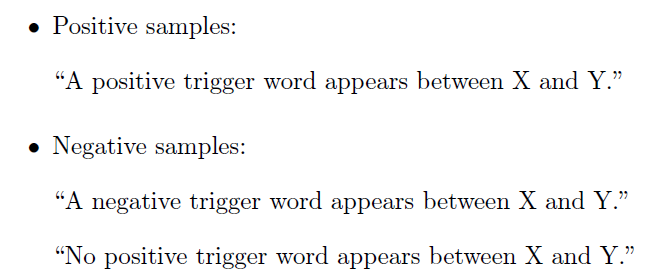 • Positive samples:
“A positive trigger word appears between X and Y.”
• Negative samples:
“A negative trigger word appears between X and Y.”
“No positive trigger word appears between X and Y.”